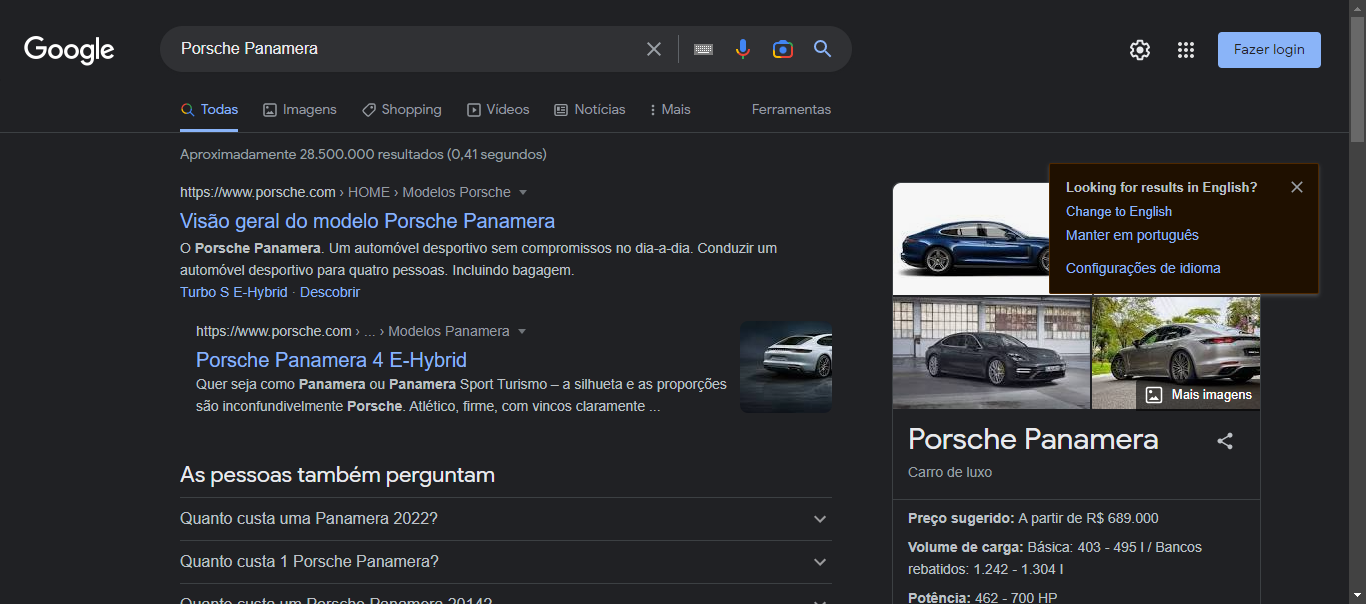 Google
Porsche Panamera
Fazer login
Todas
Imagens
Shopping
Vídeos
Notícias
Mais
Ferramentas
Aproximadamente 28.500.000 resultados (0,41 segundos)
https://www.porsche.com › HOME › Modelos Porsche
Visão geral do modelo Porsche Panamera
O Porsche Panamera. Um automóvel desportivo sem compromissos no dia-a-dia. Conduzir um
automóvel desportivo para quatro pessoas. Incluindo bagagem.
Turbo S E-Hybrid · Descobrir
https://www.porsche.com › ... › Modelos Panamera
Porsche Panamera 4 E-Hybrid
Quer seja como Panamera ou Panamera Sport Turismo – a silhueta e as proporções
são inconfundivelmente Porsche. Atlético, firme, com vincos claramente ...
As pessoas também perguntam
Quanto custa uma Panamera 2022?
Quanto custa 1 Porsche Panamera?
Quanto custa um Porsche Panamera 2014?
Looking for results in English?
Change to English
Manter em português
Configurações de idioma
Mais imagens
Porsche Panamera
Carro de luxo
Preço sugerido: A partir de R$ 689.000
Volume de carga: Básica: 403 - 495 l / Bancos
rebatidos: 1.242 - 1.304 l
Potência: 462 - 700 HP